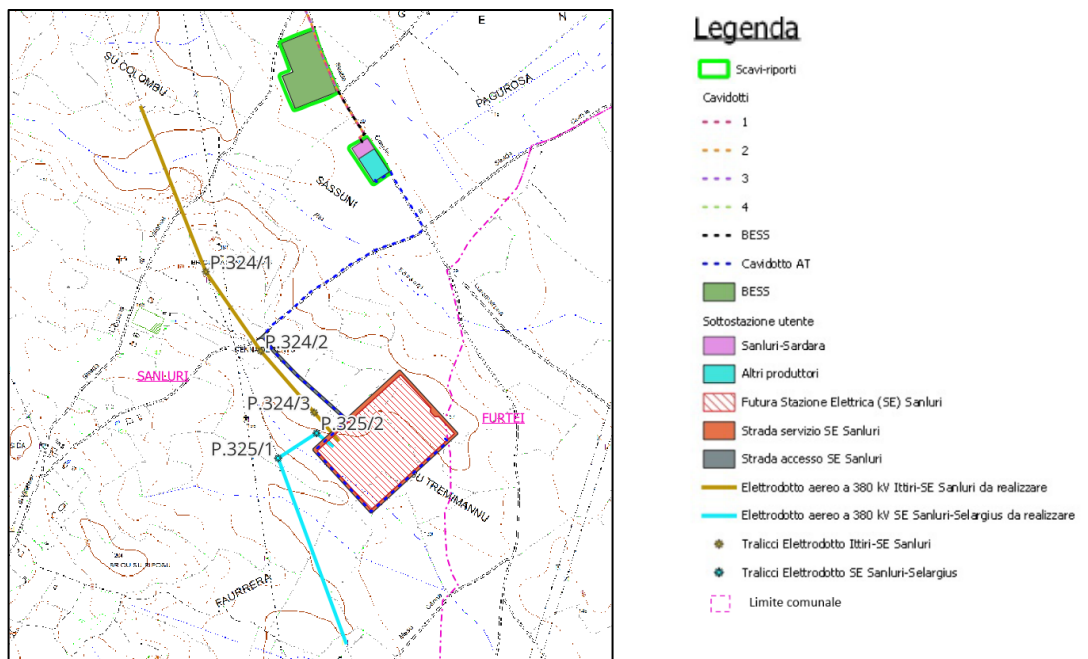 G E N
SU COLOMBU
PAGUROSA
SASSUNI
P.324/1
P.324/2
SANLURI
P.324/3
P.325/2
FURTEI
P.325/1
SU TREMMANNU
FAURRERA
Legenda
Scavi-riporti
Cavidotti
1
2
3
4
BESS
Cavidotto AT
BESS
Sottostazione utente
Sanluri-Sardara
Altri produttori
Futura Stazione Elettrica (SE) Sanluri
Strada servizio SE Sanluri
Strada accesso SE Sanluri
Elettrodotto aereo a 380 kV Ittiri-SE Sanluri da realizzare
Elettrodotto aereo a 380 kV SE Sanluri-Selargius da realizzare
Tralicci Elettrodotto Ittiri-SE Sanluri
Tralicci Elettrodotto SE Sanluri-Selargius
Limite comunale